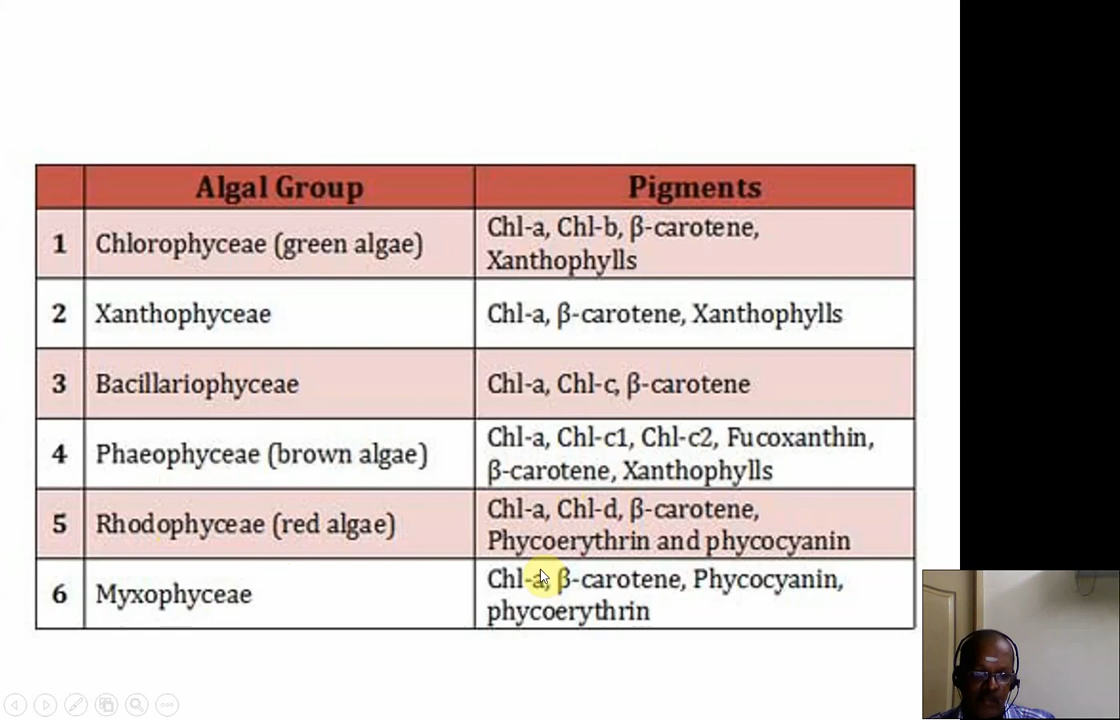 Algal Group
Pigments
1
Chlorophyceae (green algae)
Chl-a, Chl-b, β-carotene,
Xanthophylls
2
Xanthophyceae
Chl-a, β-carotene, Xanthophylls
3
Bacillariophyceae
Chl-a, Chl-c, β-carotene
4
Phaeophyceae (brown algae)
Chl-a, Chl-c1, Chl-c2, Fucoxanthin,
β-carotene, Xanthophylls
5
Rhodophyceae (red algae)
Chl-a, Chl-d, β-carotene,
Phycoerythrin and phycocyanin
6
Myxophyceae
Chl-a, β-carotene, Phycocyanin,
phycoerythrin